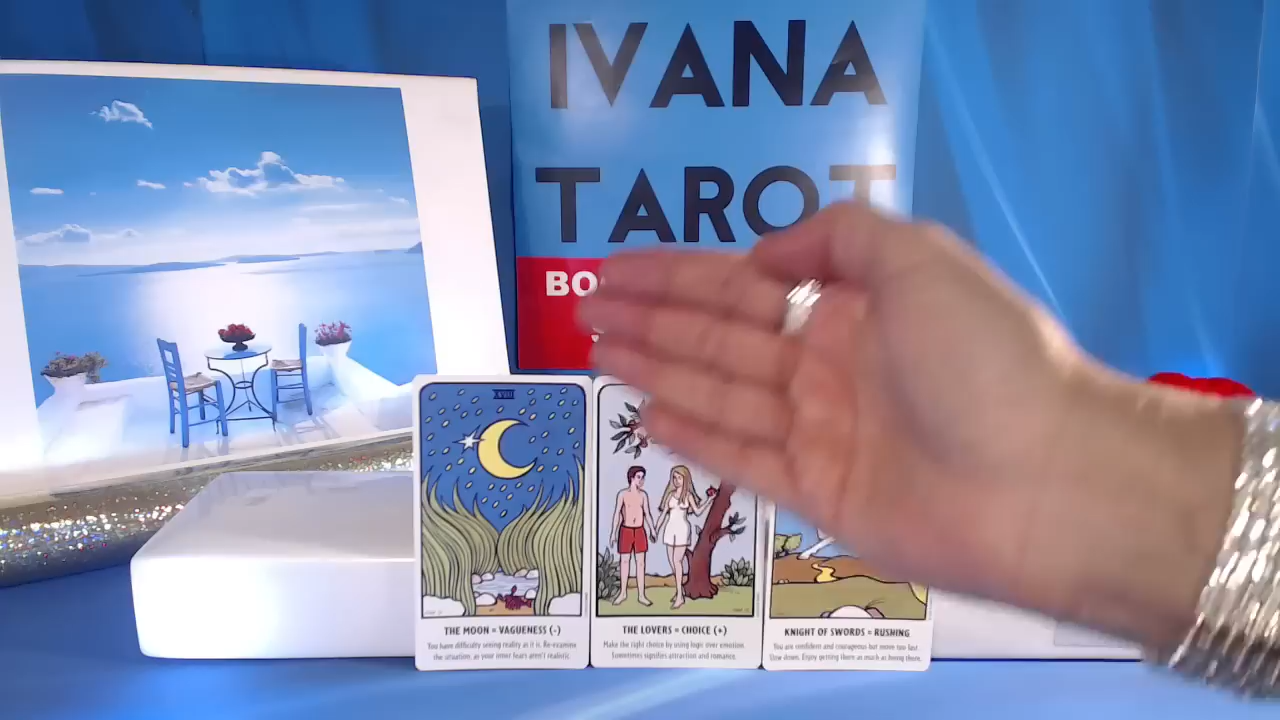 IVANA
TAROT
BO
XVIII
THE MOON = VAGUENESS (-)
You have difficulty seeing reality as it is. Re-examine
the situation, as your inner fears aren't realistic.
THE LOVERS = CHOICE (+)
Make the right choice by using logic over emotion.
Sometimes signifies attraction and romance.
KNIGHT OF SWORDS = RUSHING
You are confident and courageous but move too fast.
Slow down. Enjoy getting there as much as being there.